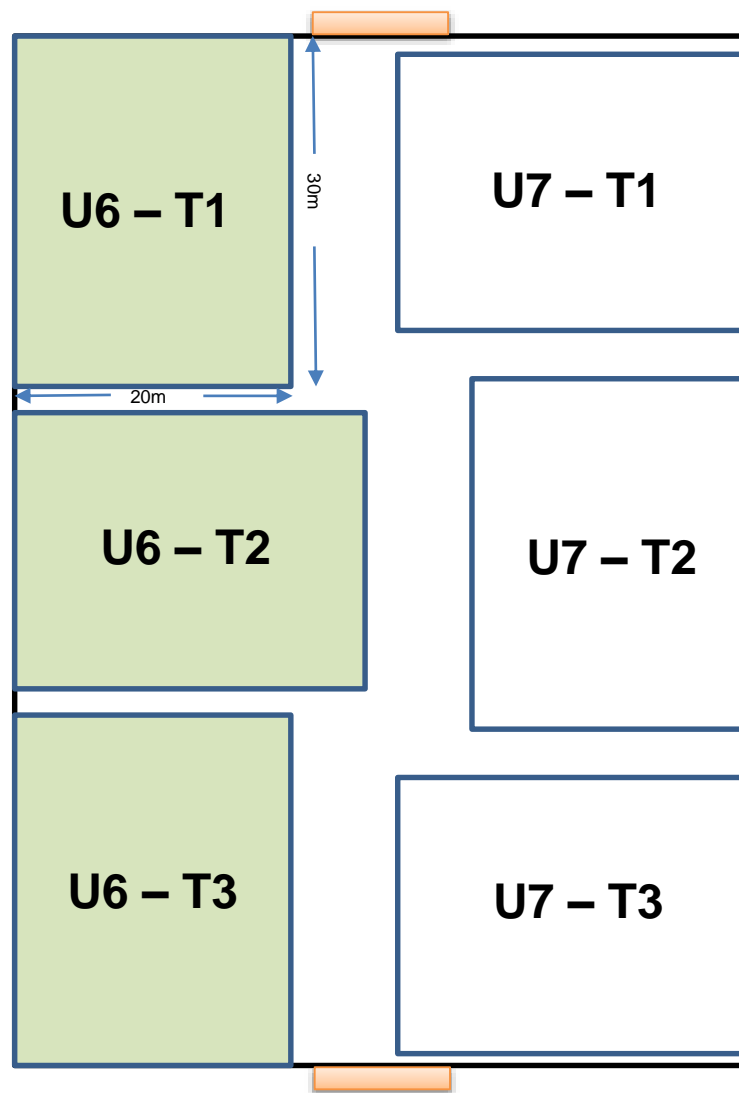 U6 – T1
U7 – T1
30m
20m
U6 – T2
U7 – T2
U6 – T3
U7 – T3